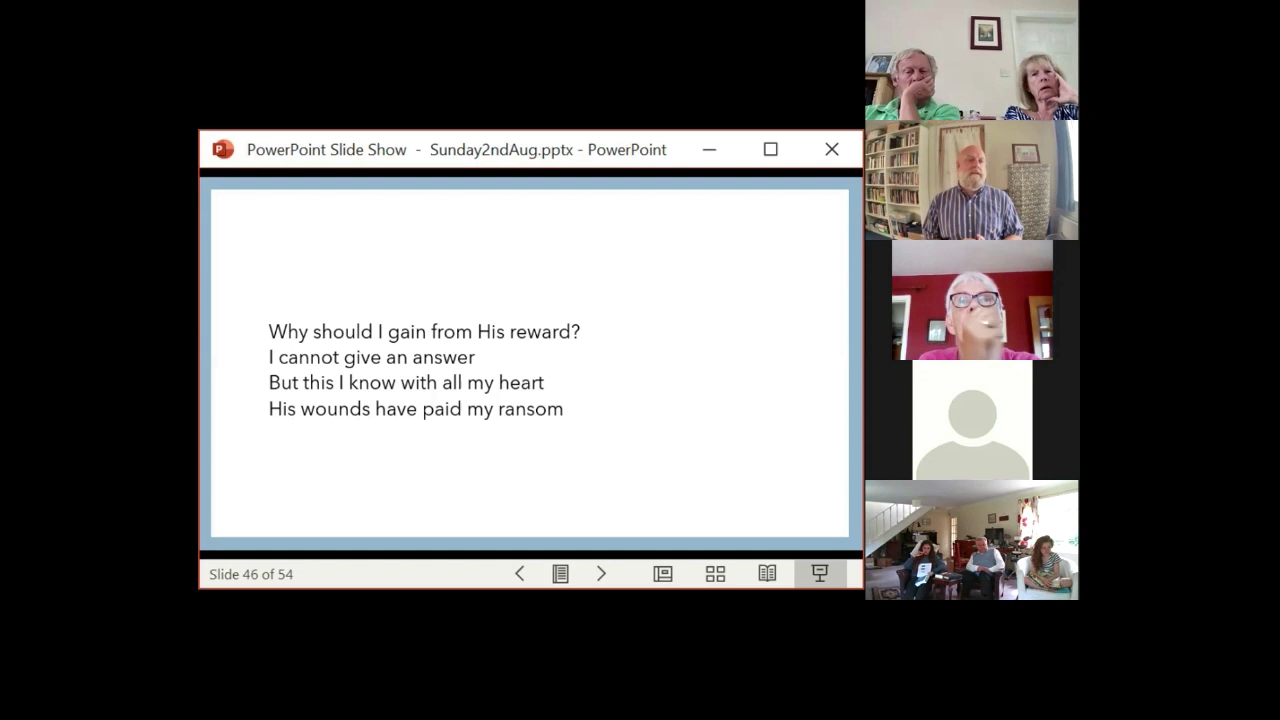 PowerPoint Slide Show - Sunday2ndAug.pptx - PowerPoint
Why should I gain from His reward?
I cannot give an answer
But this I know with all my heart
His wounds have paid my ransom
Slide 46 of 54